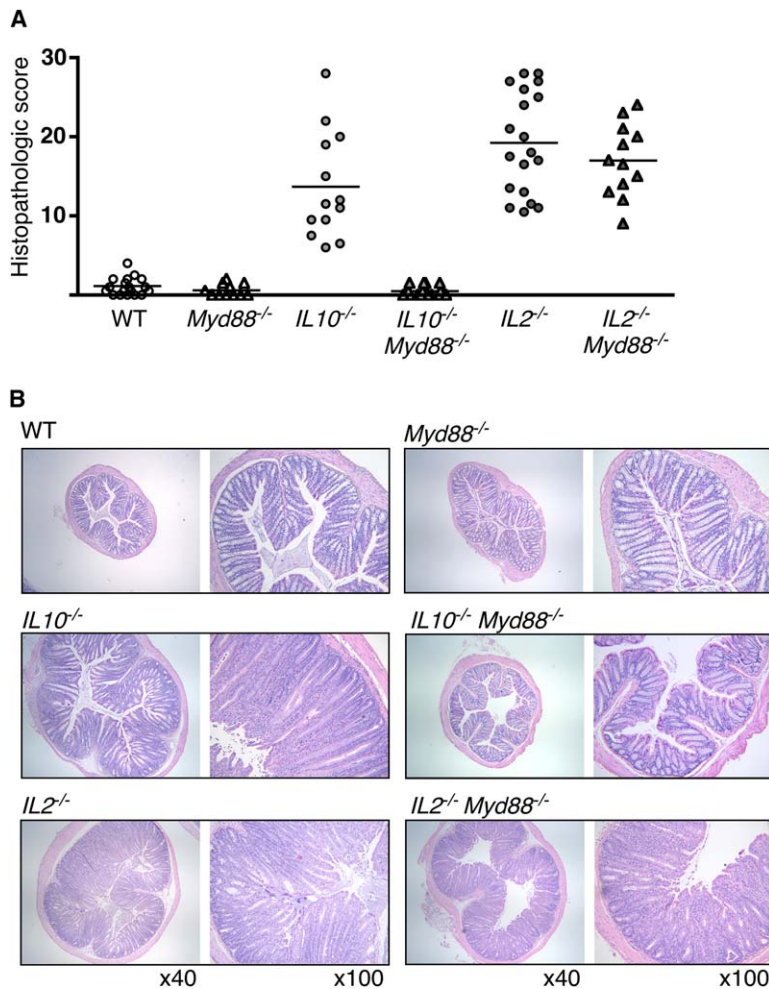 A
Histopathologic score
30
20
10
WT
Myd88-/-
IL10-/-
IL10-/-
Myd88-/-
IL2-/-
IL2-/-
Myd88-/-
B
WT
Myd88-/-
IL10-/-
IL10-/- Myd88-/-
IL2-/-
IL2-/- Myd88-/-
x40
x100
x40
x100